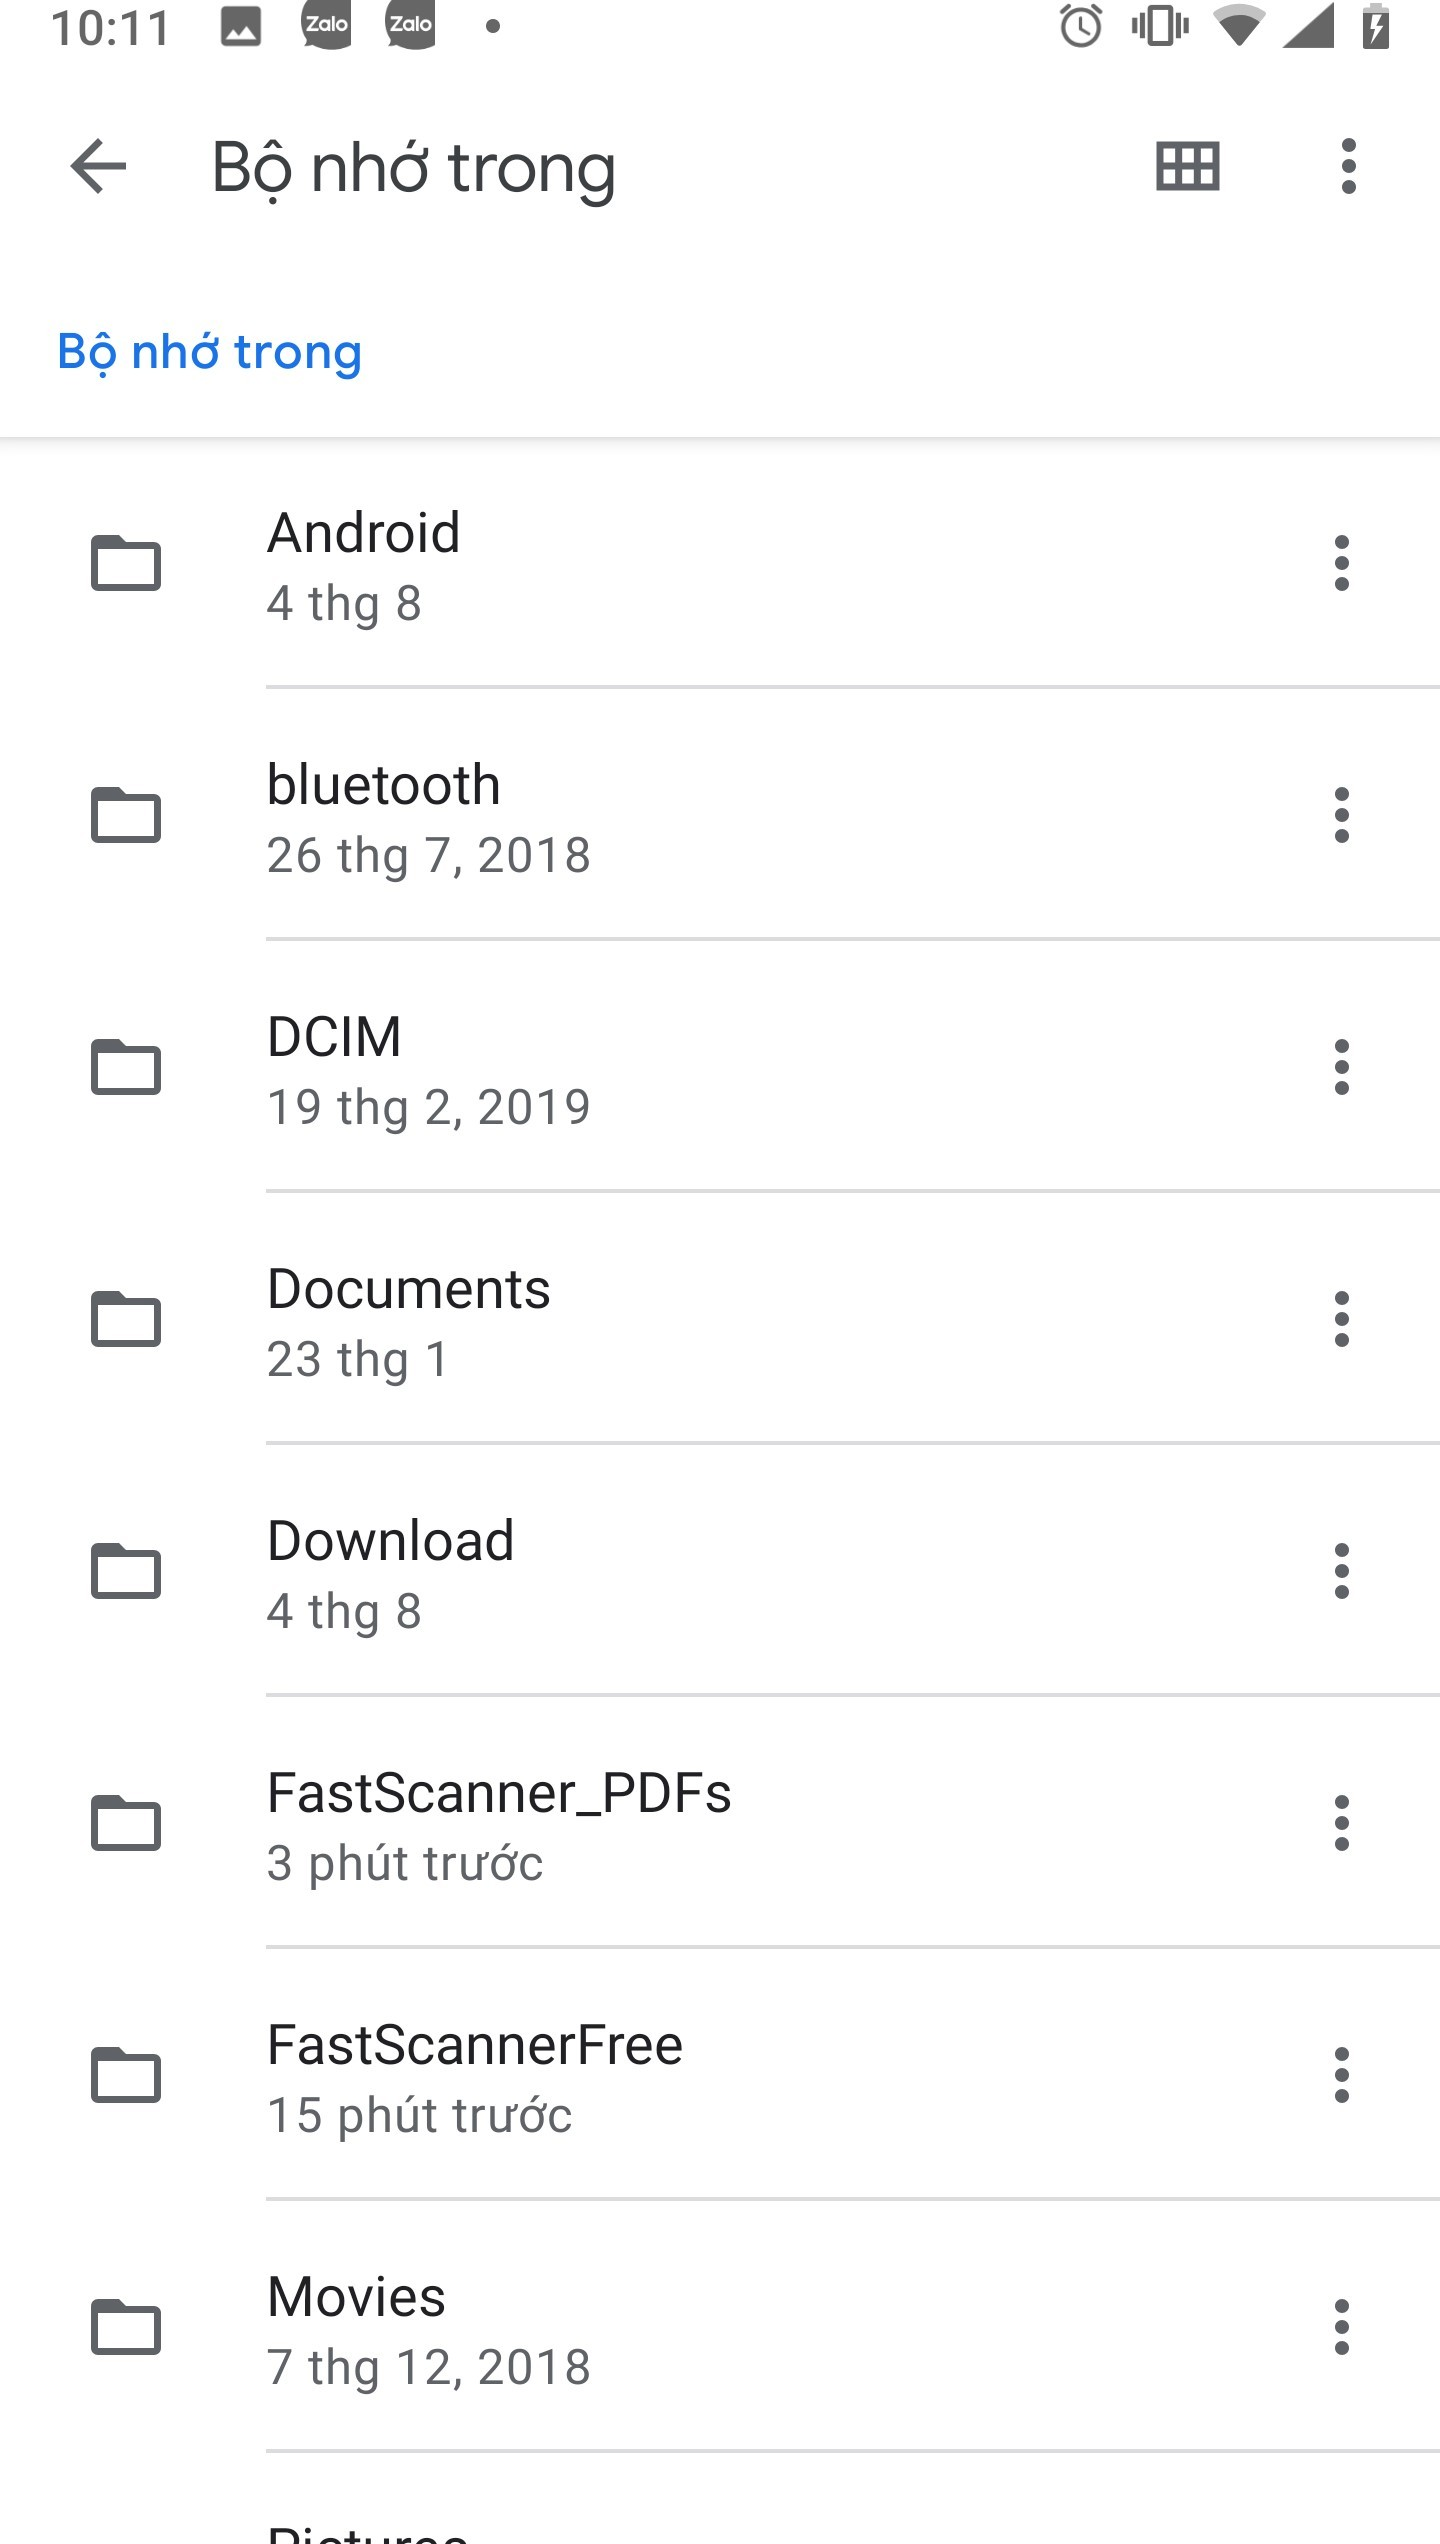 10:11 Zalo Zalo
Bộ nhớ trong
Bộ nhớ trong
Android
4 thg 8
bluetooth
26 thg 7, 2018
DCIM
19 thg 2, 2019
Documents
23 thg 1
Download
4 thg 8
FastScanner_PDFs
3 phút trước
FastScannerFree
15 phút trước
Movies
7 thg 12, 2018
Pictures